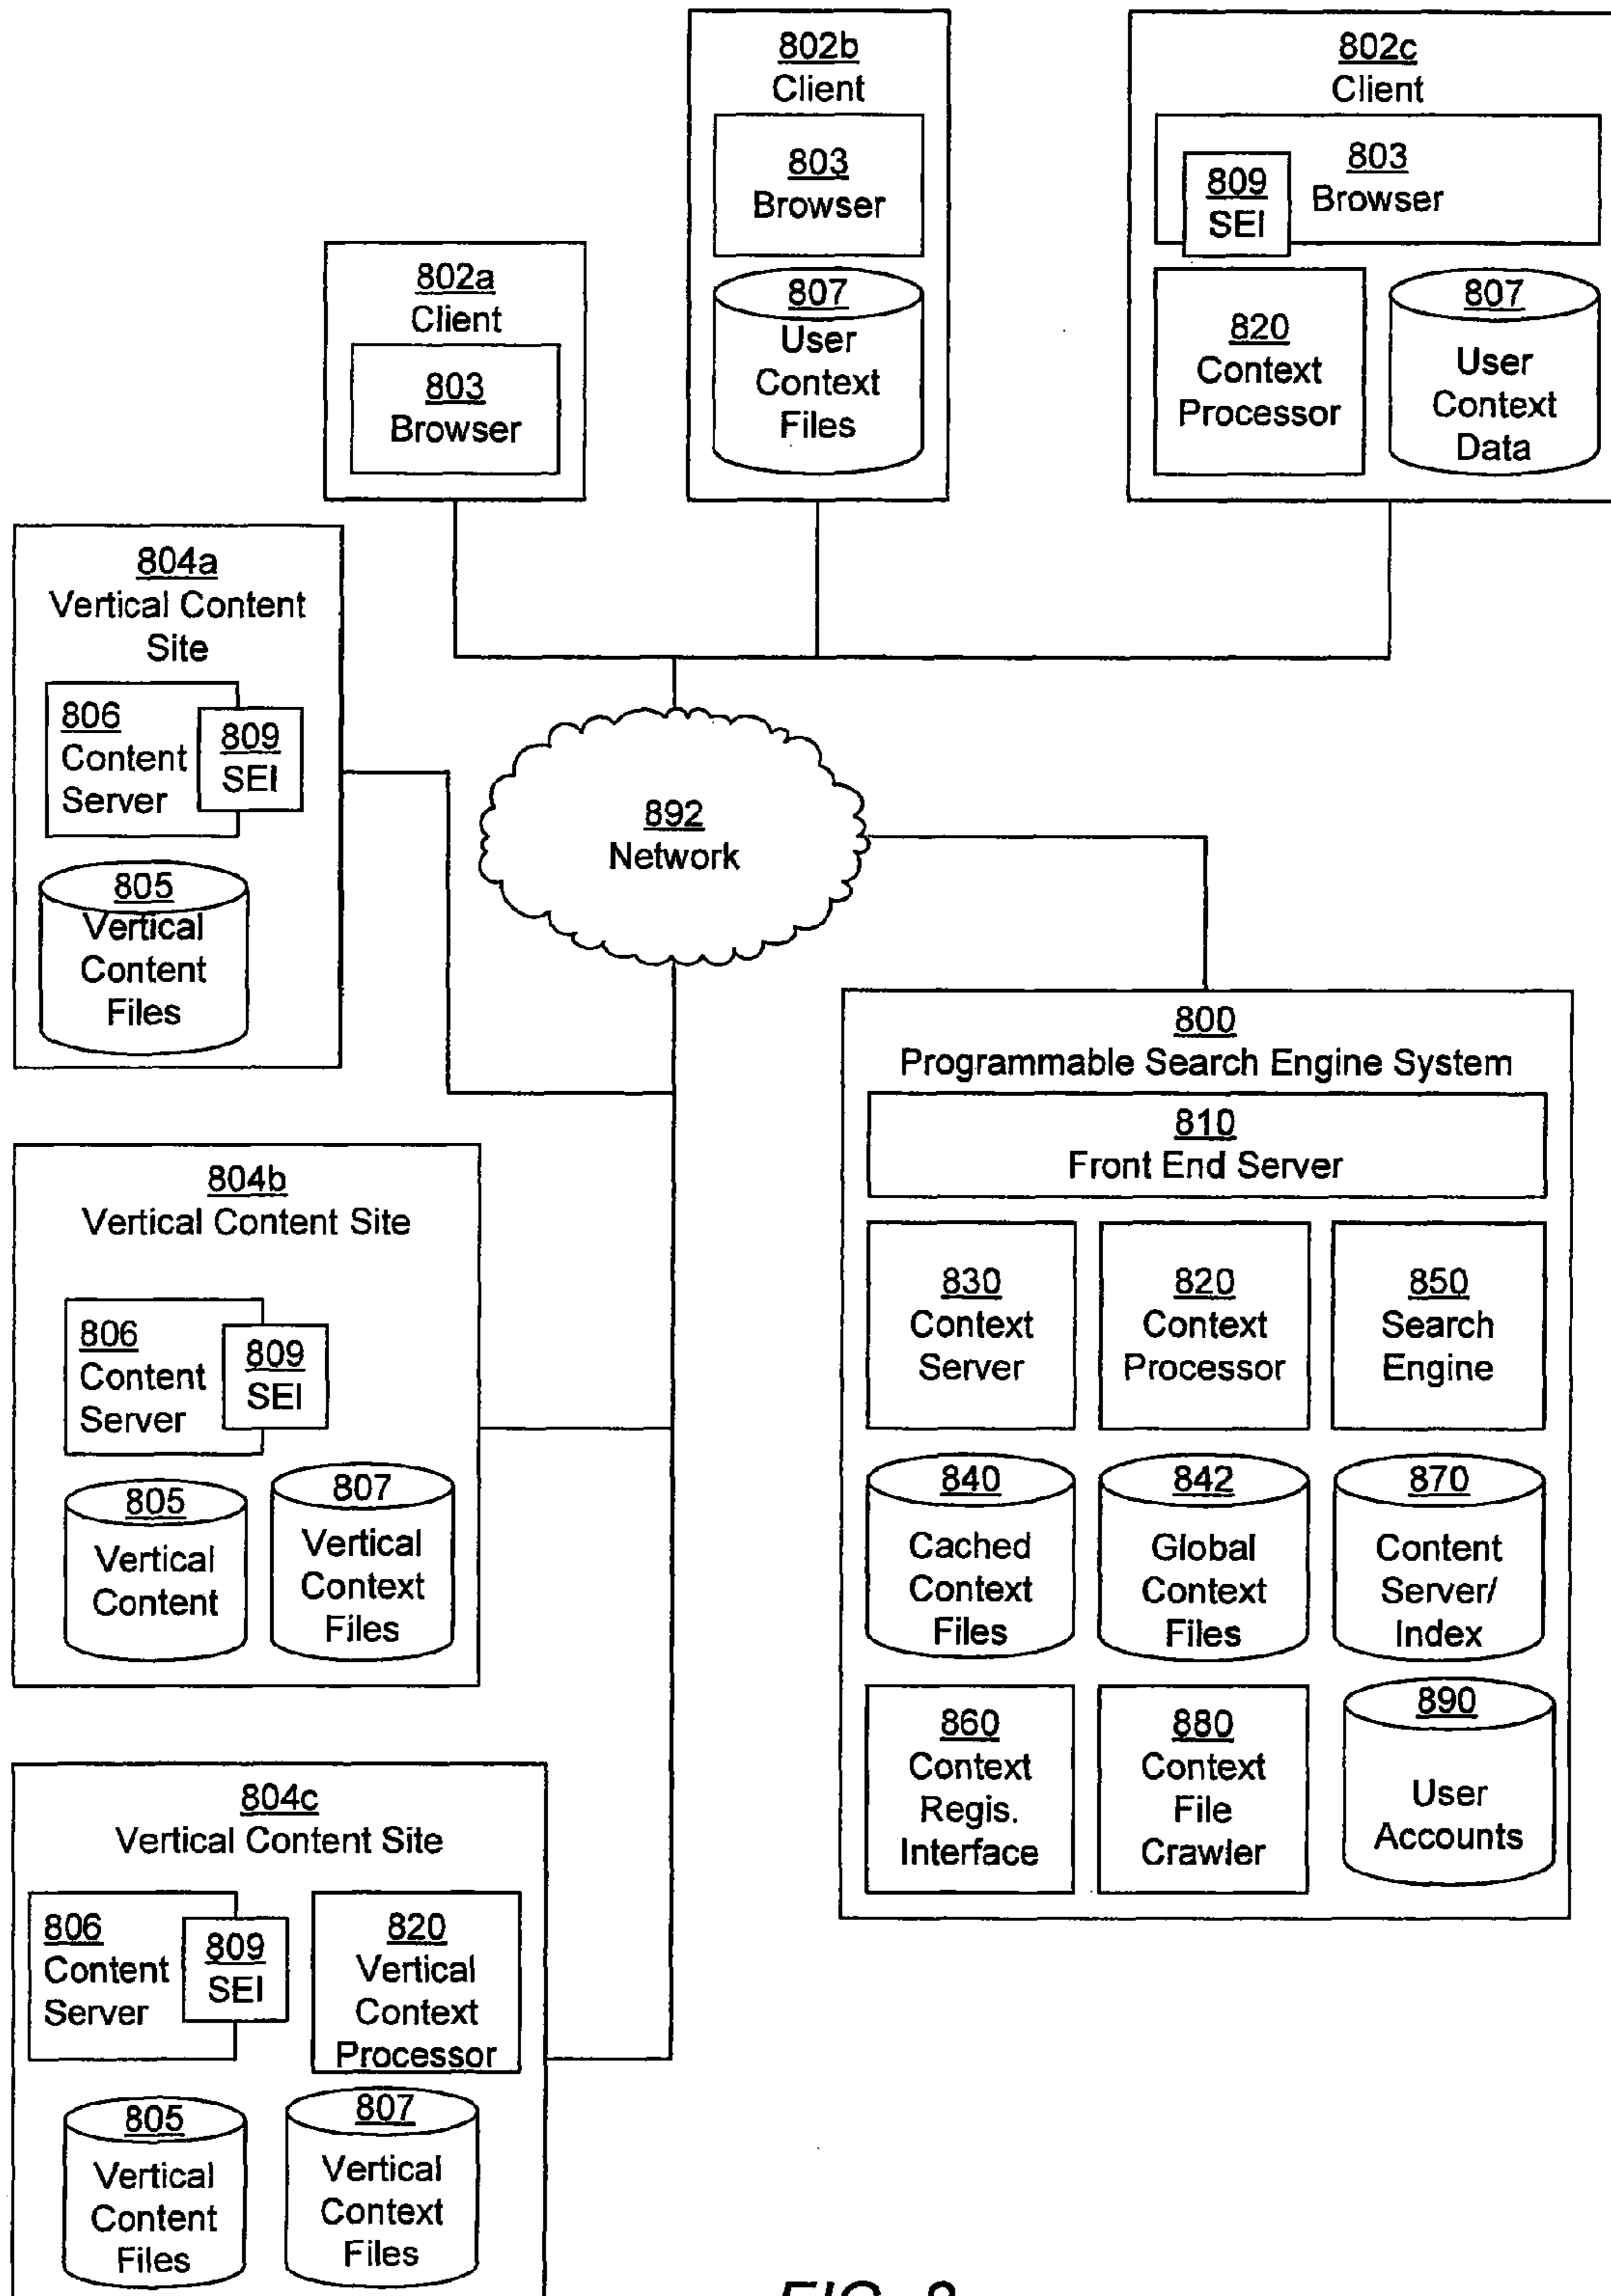 802b
Client
803
Browser
807
User
Context
Files
802c
Client
803
Browser
809
SEI
820
Context
Processor
807
User
Context
Data
802a
Client
803
Browser
804a
Vertical Content
Site
806
Content
Server
809
SEI
805
Vertical
Content
Files
892
Network
804b
Vertical Content Site
806
Content
Server
809
SEI
805
Vertical
Content
807
Vertical
Context
Files
804c
Vertical Content Site
806
Content
Server
809
SEI
820
Vertical
Context
Processor
805
Vertical
Content
Files
807
Vertical
Context
Files
800
Programmable Search Engine System
810
Front End Server
830
Context
Server
820
Context
Processor
850
Search
Engine
840
Cached
Context
Files
842
Global
Context
Files
870
Content
Server/
Index
860
Context
Regis.
Interface
880
Context
File
Crawler
890
User
Accounts